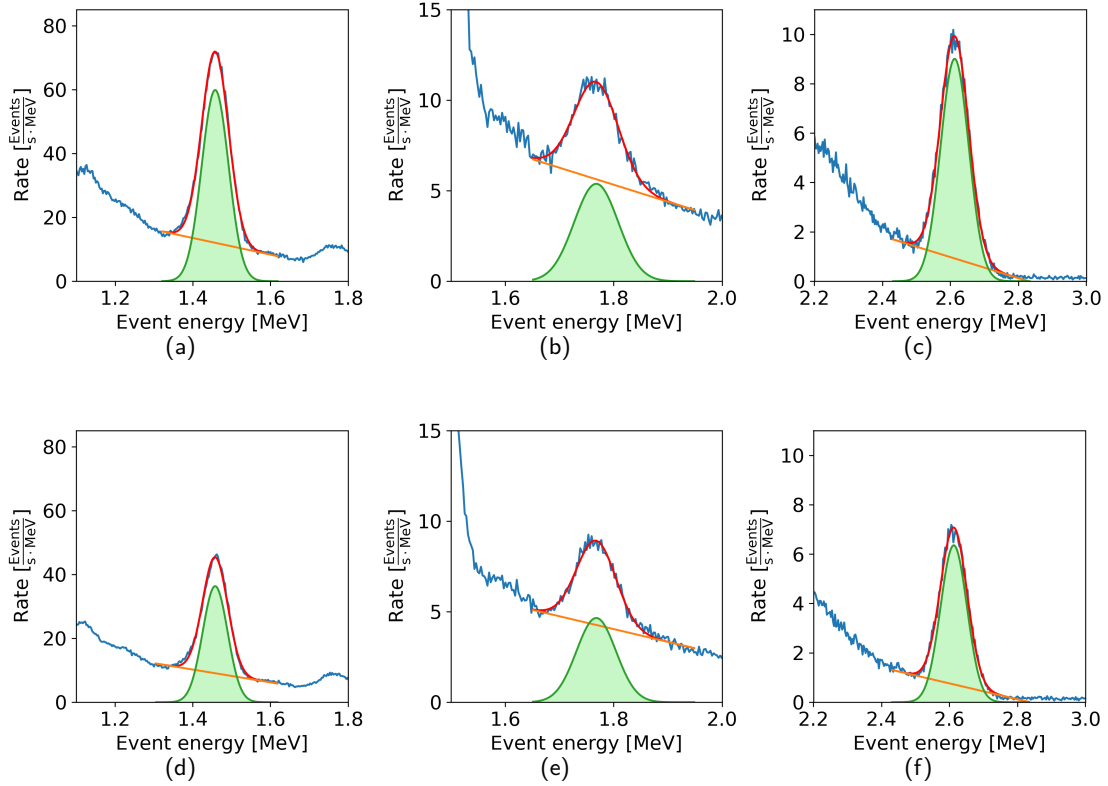 80
60
40
20
0
Rate [Events / s · MeV]
1.2 1.4 1.6 1.8
Event energy [MeV]
(a)
15
10
5
0
Rate [Events / s · MeV]
1.6 1.8 2.0
Event energy [MeV]
(b)
10
8
6
4
2
0
Rate [Events / s · MeV]
2.2 2.4 2.6 2.8 3.0
Event energy [MeV]
(c)
80
60
40
20
0
Rate [Events / s · MeV]
1.2 1.4 1.6 1.8
Event energy [MeV]
(d)
15
10
5
0
Rate [Events / s · MeV]
1.6 1.8 2.0
Event energy [MeV]
(e)
10
8
6
4
2
0
Rate [Events / s · MeV]
2.2 2.4 2.6 2.8 3.0
Event energy [MeV]
(f)